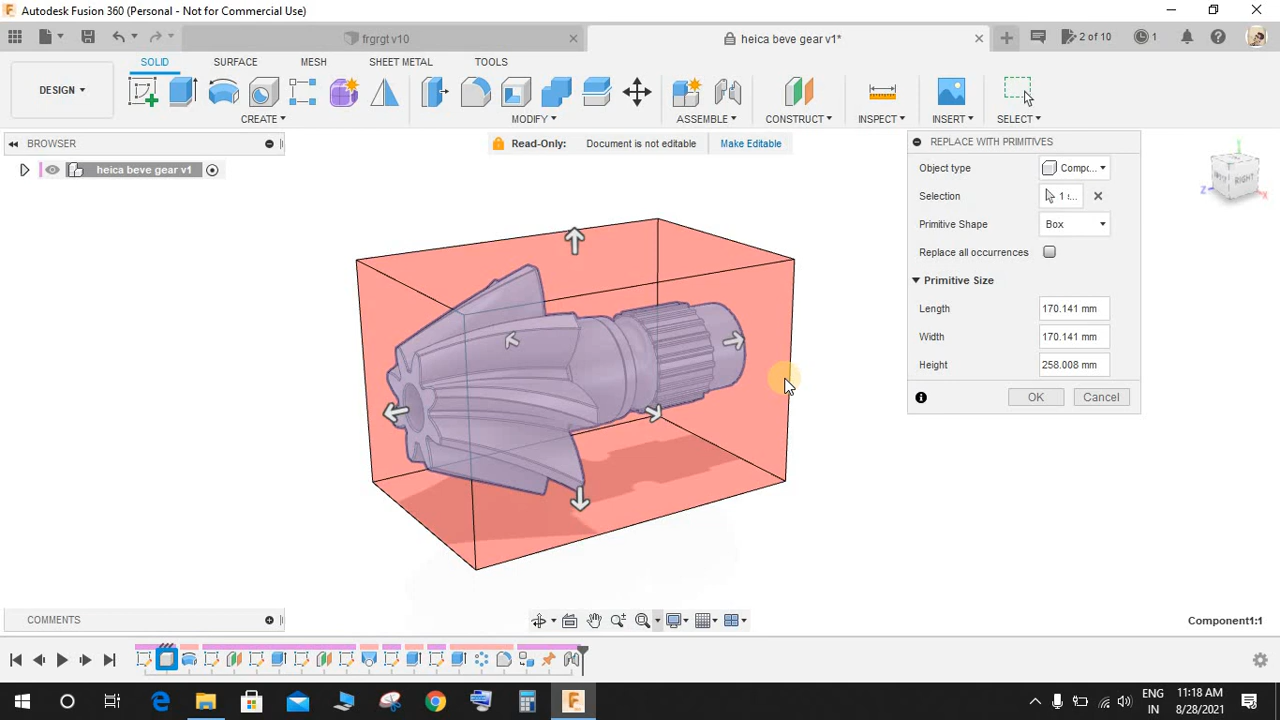 Autodesk Fusion 360 (Personal - Not for Commercial Use)
frgrgt v10
heica beve gear v1*
2 of 10
1
SOLID SURFACE MESH SHEET METAL TOOLS
DESIGN
CREATE MODIFY ASSEMBLE CONSTRUCT INSPECT INSERT SELECT
BROWSER
Read-Only: Document is not editable Make Editable
REPLACE WITH PRIMITIVES
heica beve gear v1
Object type Compo...
Selection 1 s...
Primitive Shape Box
Replace all occurrences
Primitive Size
Length 170.141 mm
Width 170.141 mm
Height 258.008 mm
OK Cancel
RIGHT
Z
X
COMMENTS
Component1:1
ENG
IN
11:18 AM
8/28/2021